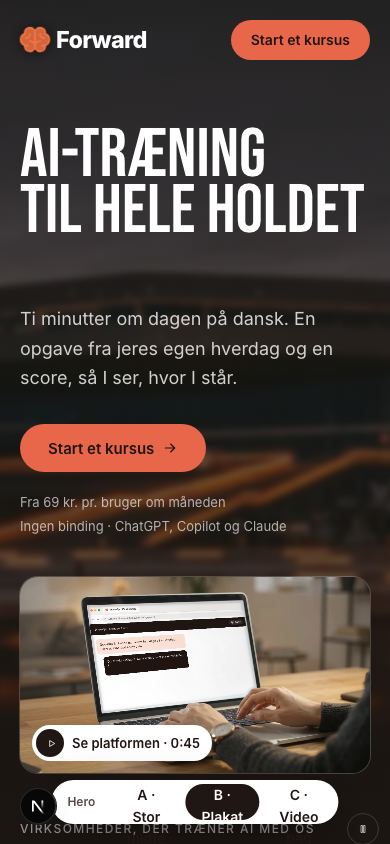 Forward
Start et kursus
AI-TRÆNING
TIL HELE HOLDET
Ti minutter om dagen på dansk. En
opgave fra jeres egen hverdag og en
score, så I ser, hvor I står.
Start et kursus →
Fra 69 kr. pr. bruger om måneden
Ingen binding · ChatGPT, Copilot og Claude
Se platformen · 0:45
N
Hero
A ·
Stor
B ·
Plakat
C ·
Video
VIRKSOMHEDER, DER TRÆNER AI MED OS